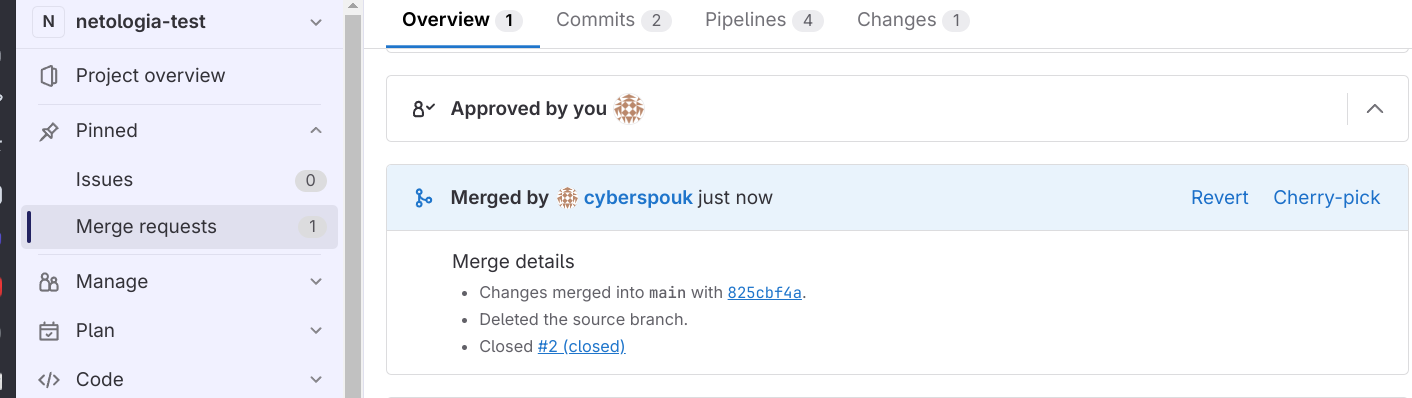 N netologia-test
Project overview
Pinned
Issues 0
Merge requests 1
Manage
Plan
Code
Overview 1 Commits 2 Pipelines 4 Changes 1
Approved by you
Merged by cyberspouk just now Revert Cherry-pick
Merge details
• Changes merged into main with 825cbf4a.
• Deleted the source branch.
• Closed #2 (closed)